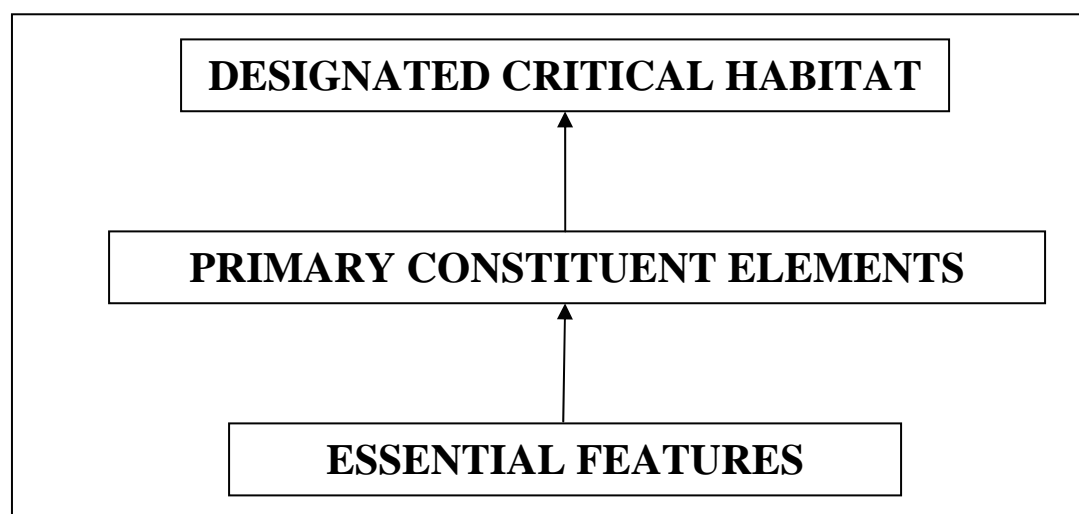 DESIGNATED CRITICAL HABITAT
PRIMARY CONSTITUENT ELEMENTS
ESSENTIAL FEATURES